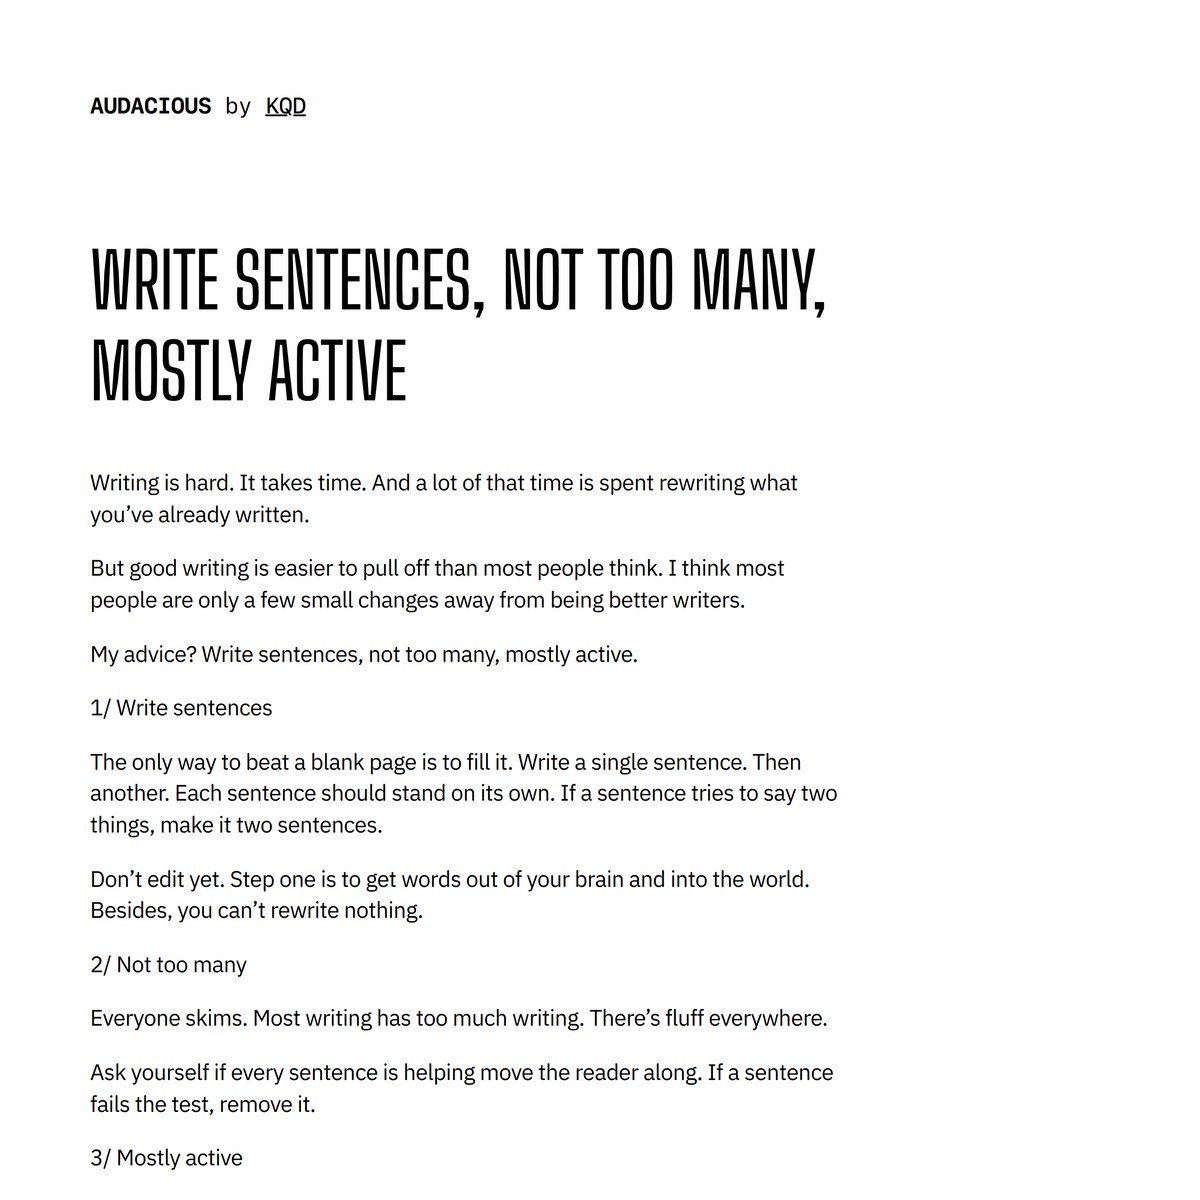 AUDACIOUS by KQD
WRITE SENTENCES, NOT TOO MANY,
MOSTLY ACTIVE
Writing is hard. It takes time. And a lot of that time is spent rewriting what
you’ve already written.
But good writing is easier to pull off than most people think. I think most
people are only a few small changes away from being better writers.
My advice? Write sentences, not too many, mostly active.
1/ Write sentences
The only way to beat a blank page is to fill it. Write a single sentence. Then
another. Each sentence should stand on its own. If a sentence tries to say two
things, make it two sentences.
Don’t edit yet. Step one is to get words out of your brain and into the world.
Besides, you can’t rewrite nothing.
2/ Not too many
Everyone skims. Most writing has too much writing. There’s fluff everywhere.
Ask yourself if every sentence is helping move the reader along. If a sentence
fails the test, remove it.
3/ Mostly active